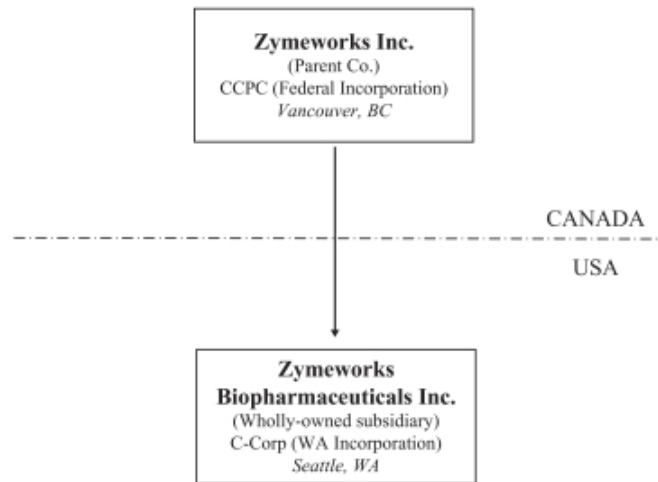 Zymeworks Inc.
(Parent Co.)
CCPC (Federal Incorporation)
Vancouver, BC
CANADA
USA
Zymeworks
Biopharmaceuticals Inc.
(Wholly-owned subsidiary)
C-Corp (WA Incorporation)
Seattle, WA